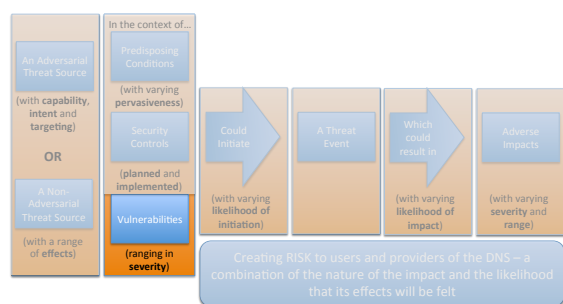 An Adversarial
Threat Source
(with capability,
intent and
targeting)
OR
A Non-
Adversarial
Threat Source
(with a range
of effects)
In the context of...
Predisposing
Conditions
(with varying
pervasiveness)
Security
Controls
(planned and
implemented)
Vulnerabilities
(ranging in
severity)
Could
Initiate
(with varying
likelihood of
initiation)
A Threat
Event
Which
could
result in
(with varying
likelihood of
impact)
Adverse
Impacts
(with varying
severity and
range)
Creating RISK to users and providers of the DNS – a
combination of the nature of the impact and the likelihood
that its effects will be felt